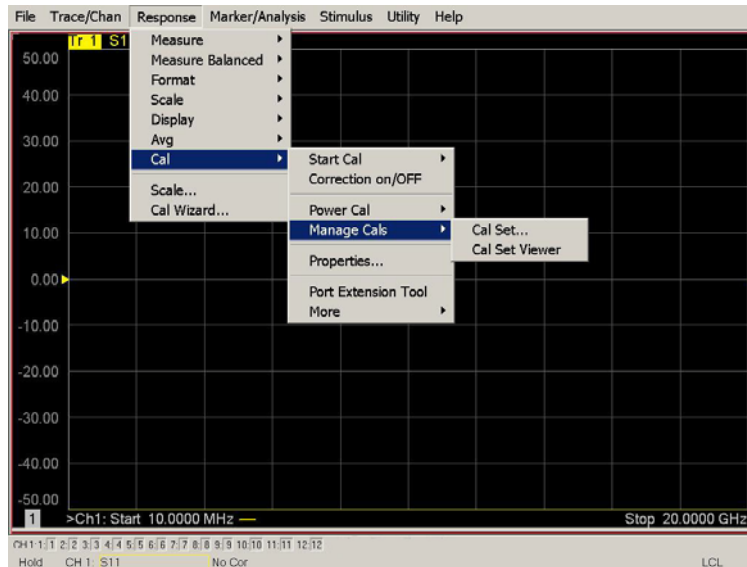 File Trace/Chan Response Marker/Analysis Stimulus Utility Help
Tr 1 S1
Measure
Measure Balanced
Format
Scale
Display
Avg
Cal
Scale...
Cal Wizard...
Start Cal
Correction on/OFF
Power Cal
Manage Cals
Properties...
Port Extension Tool
More
Cal Set...
Cal Set Viewer
50.00
40.00
30.00
20.00
10.00
0.00
-10.00
-20.00
-30.00
-40.00
-50.00
1 >Ch1: Start 10.0000 MHz Stop 20.0000 GHz
CH1-1:1 2:2 3:3 4:4 5:5 6:6 7:7 8:8 9:9 10:10 11:11 12:12
Hold CH 1: S11 No Cor LCL